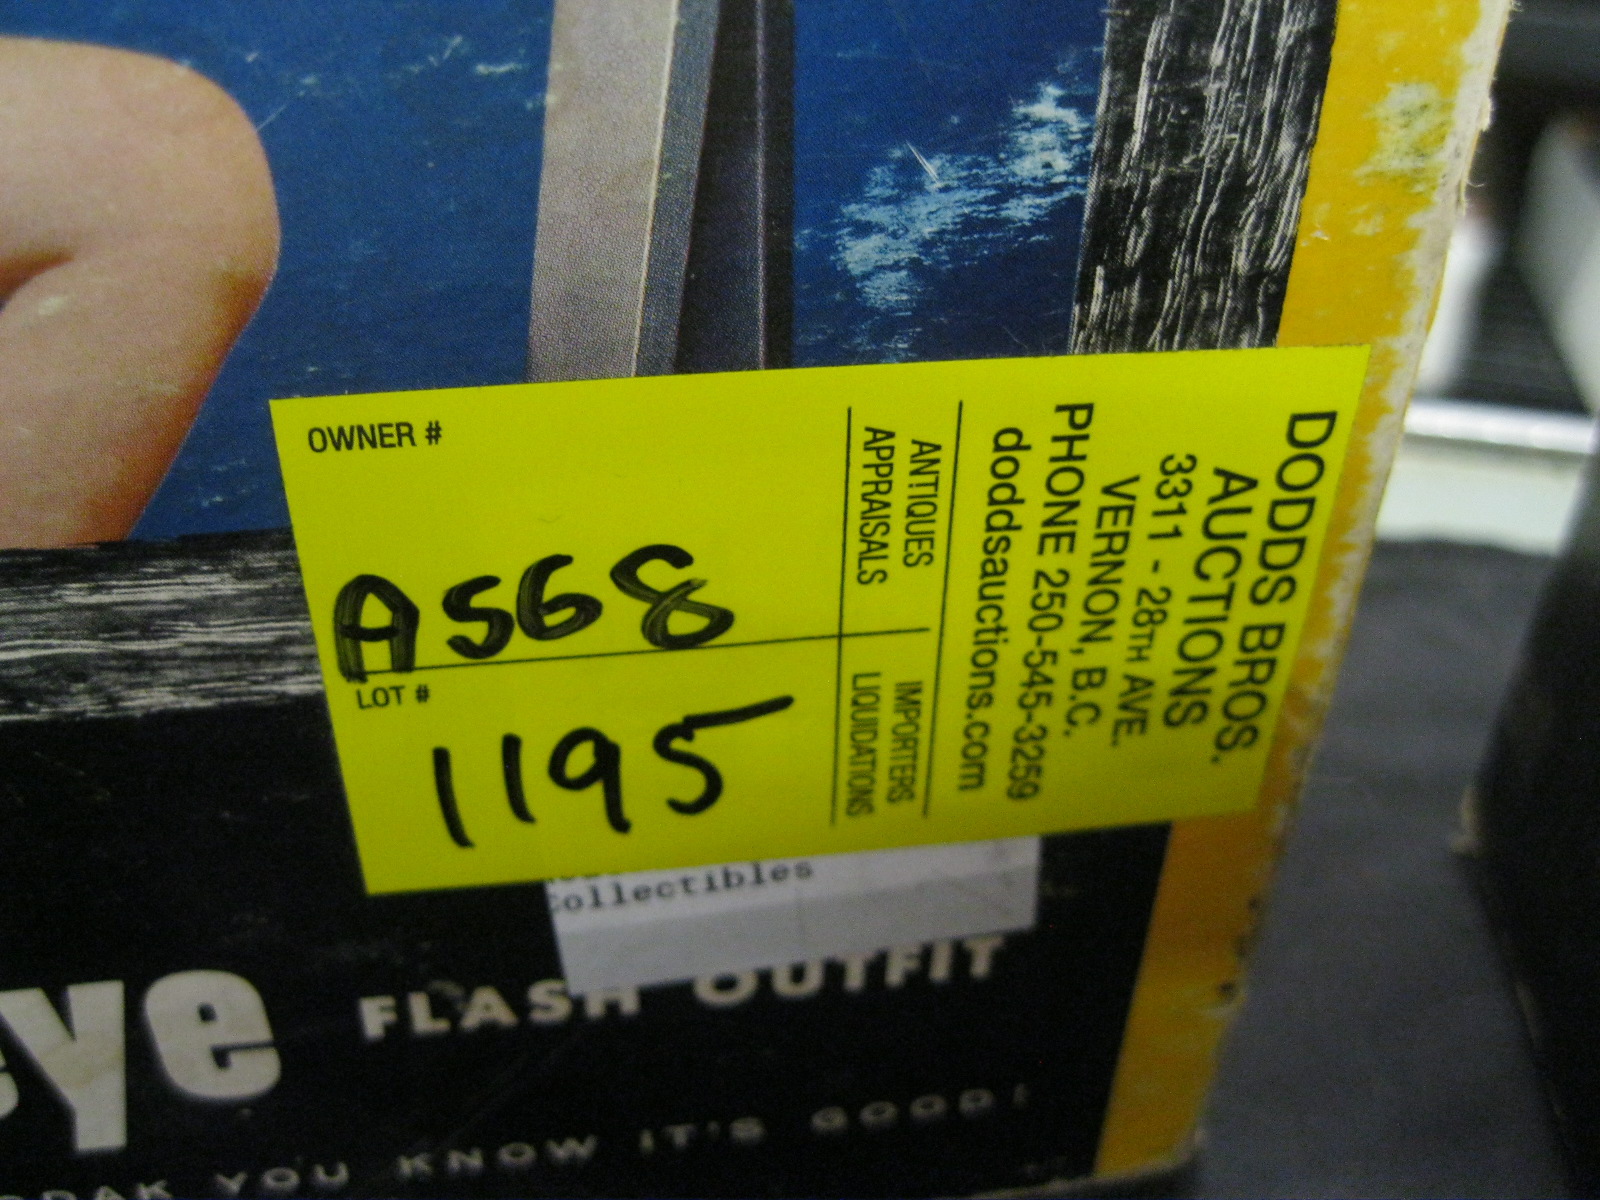 OWNER #
A568
LOT #
1195
ANTIQUES
APPRAISALS
IMPORTERS
LIQUIDATIONS
DODDS BROS.
AUCTIONS
3311 - 28TH AVE.
VERNON, B.C.
PHONE 250-545-3259
doddsauctions.com
collectibles
eye FLASH OUTFIT
DAK YOU KNOW IT'S GOOD!